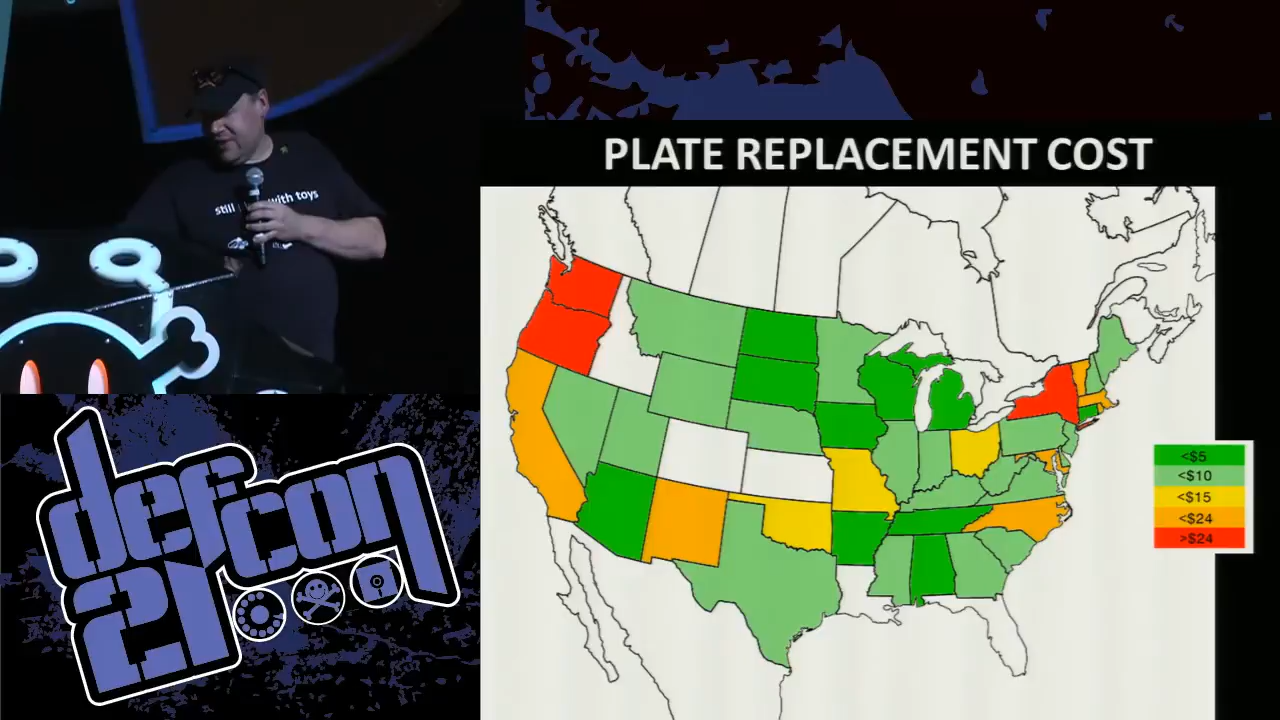 PLATE REPLACEMENT COST
still with toys
<$5
<$10
<$15
<$24
>$24
defcon
21